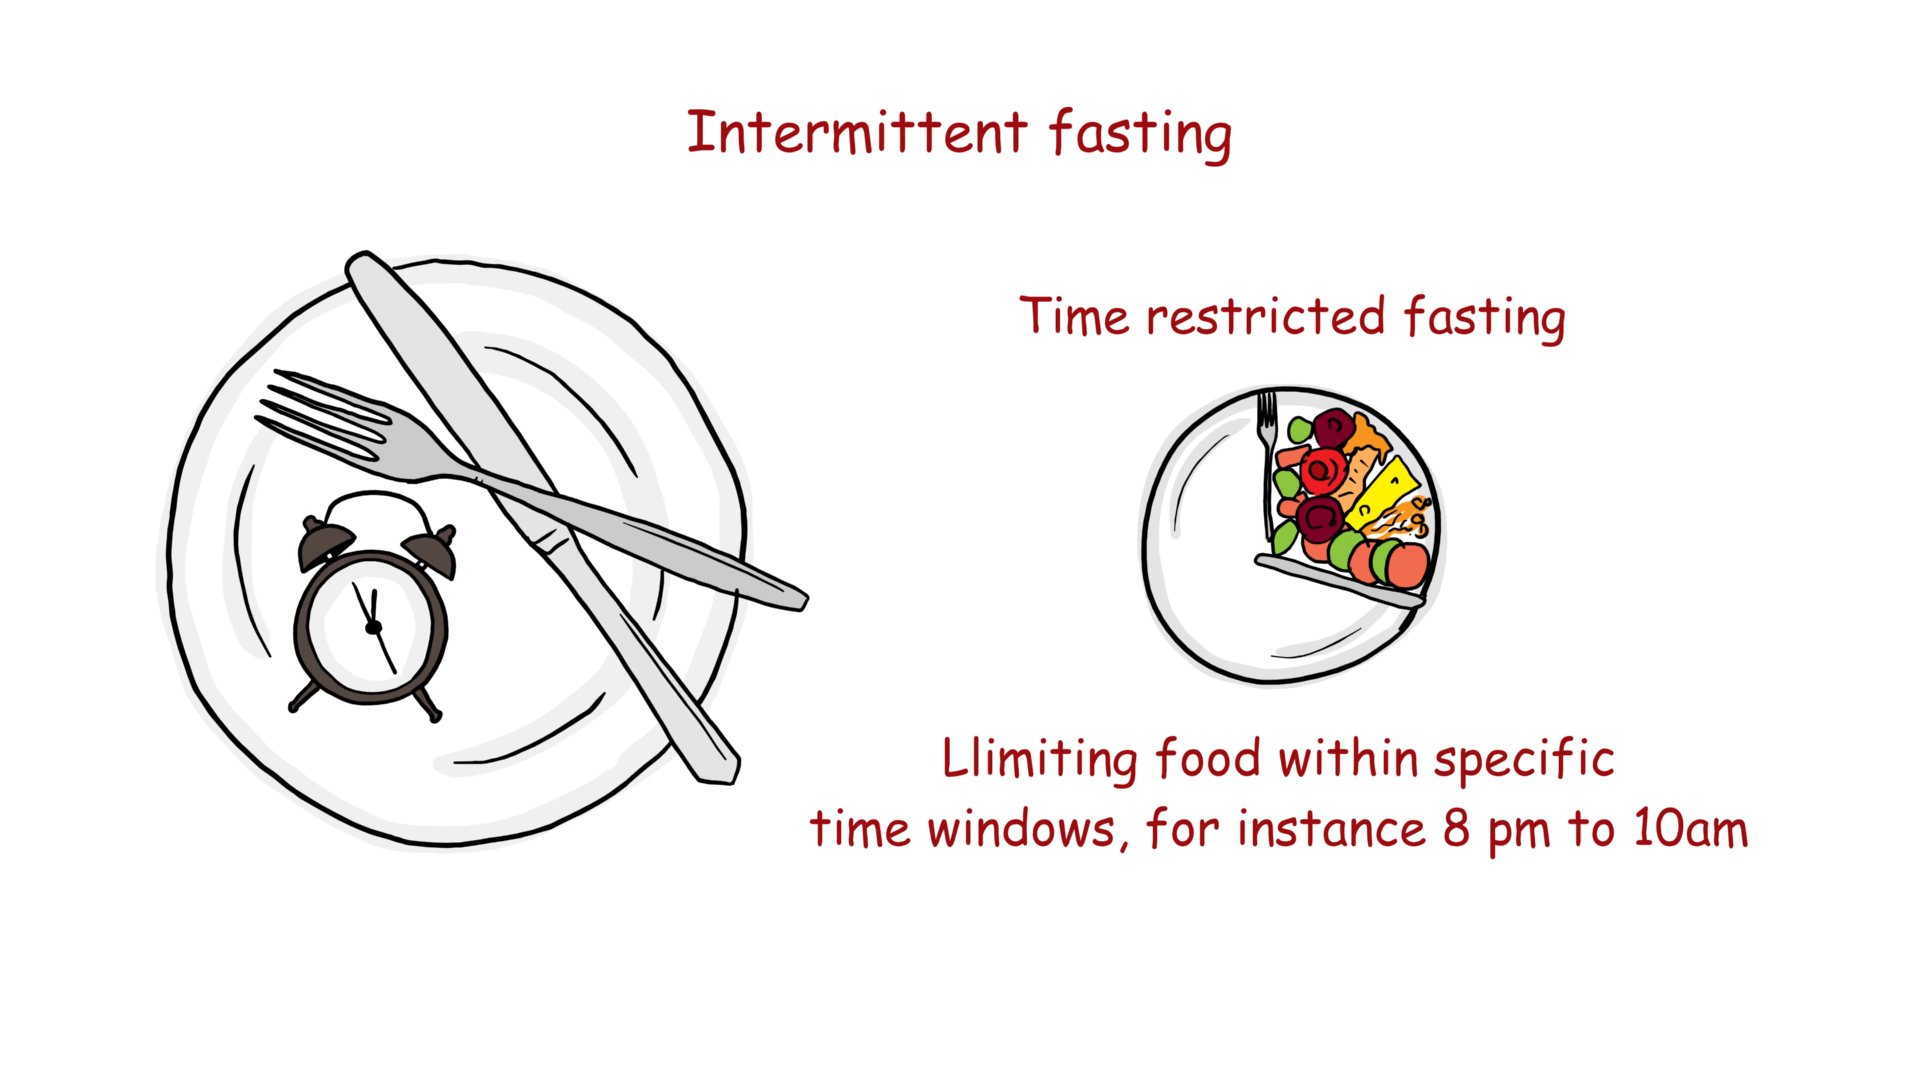 Intermittent fasting
Time restricted fasting
Llimiting food within specific
time windows, for instance 8 pm to 10am